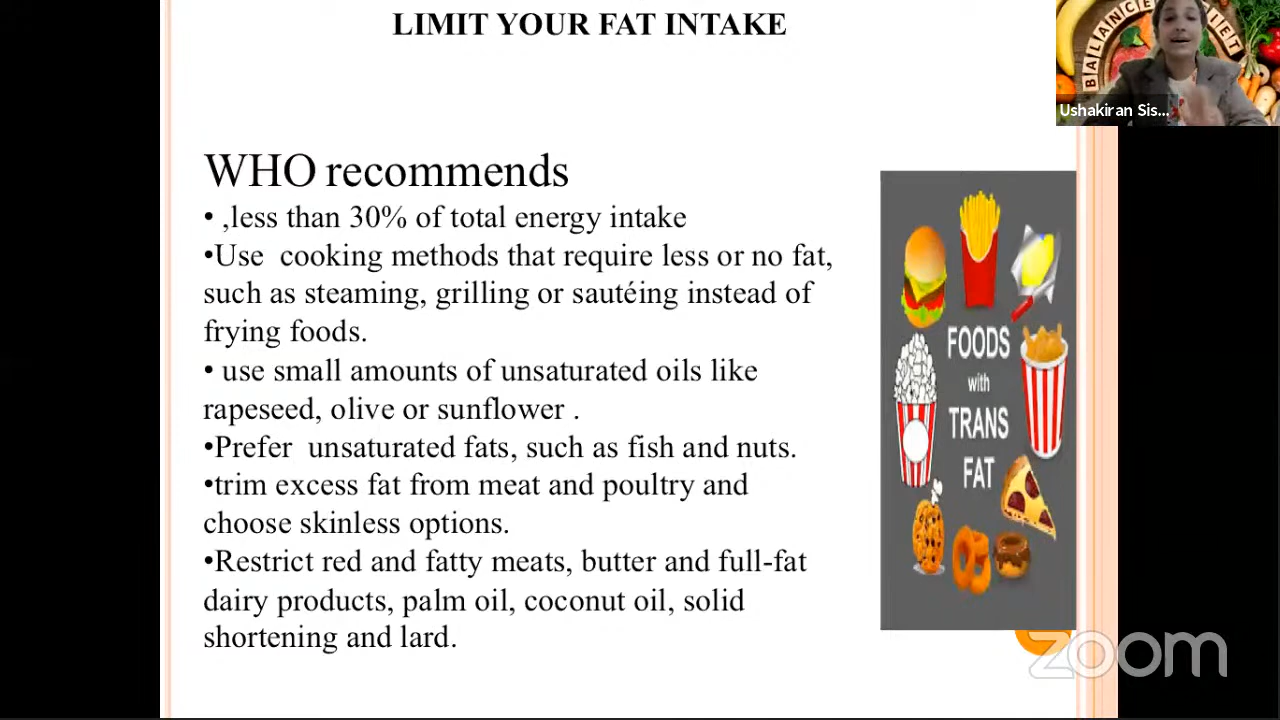 LIMIT YOUR FAT INTAKE
BALANCE DIET
Ushakiran Sis...
WHO recommends
• ,less than 30% of total energy intake
•Use cooking methods that require less or no fat,
such as steaming, grilling or sautéing instead of
frying foods.
• use small amounts of unsaturated oils like
rapeseed, olive or sunflower .
•Prefer unsaturated fats, such as fish and nuts.
•trim excess fat from meat and poultry and
choose skinless options.
•Restrict red and fatty meats, butter and full-fat
dairy products, palm oil, coconut oil, solid
shortening and lard.
FOODS
with
TRANS
FAT
zoom